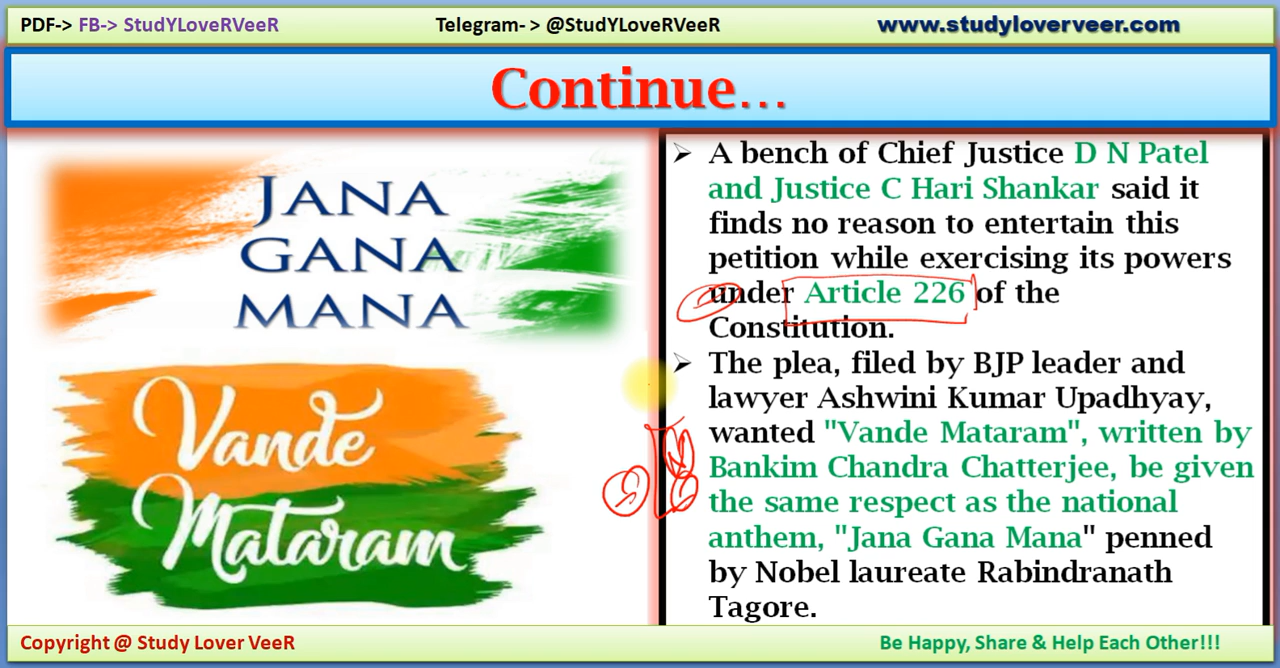 PDF-> FB-> StudYLoveRVeeR
Telegram- > @StudYLoveRVeeR
www.studyloverveer.com
Continue...
JANA
GANA
MANA
Vande
Mataram
➢ A bench of Chief Justice D N Patel
and Justice C Hari Shankar said it
finds no reason to entertain this
petition while exercising its powers
under Article 226 of the
Constitution.
➢ The plea, filed by BJP leader and
lawyer Ashwini Kumar Upadhyay,
wanted "Vande Mataram", written by
Bankim Chandra Chatterjee, be given
the same respect as the national
anthem, "Jana Gana Mana" penned
by Nobel laureate Rabindranath
Tagore.
Copyright @ Study Lover VeeR
Be Happy, Share & Help Each Other!!!